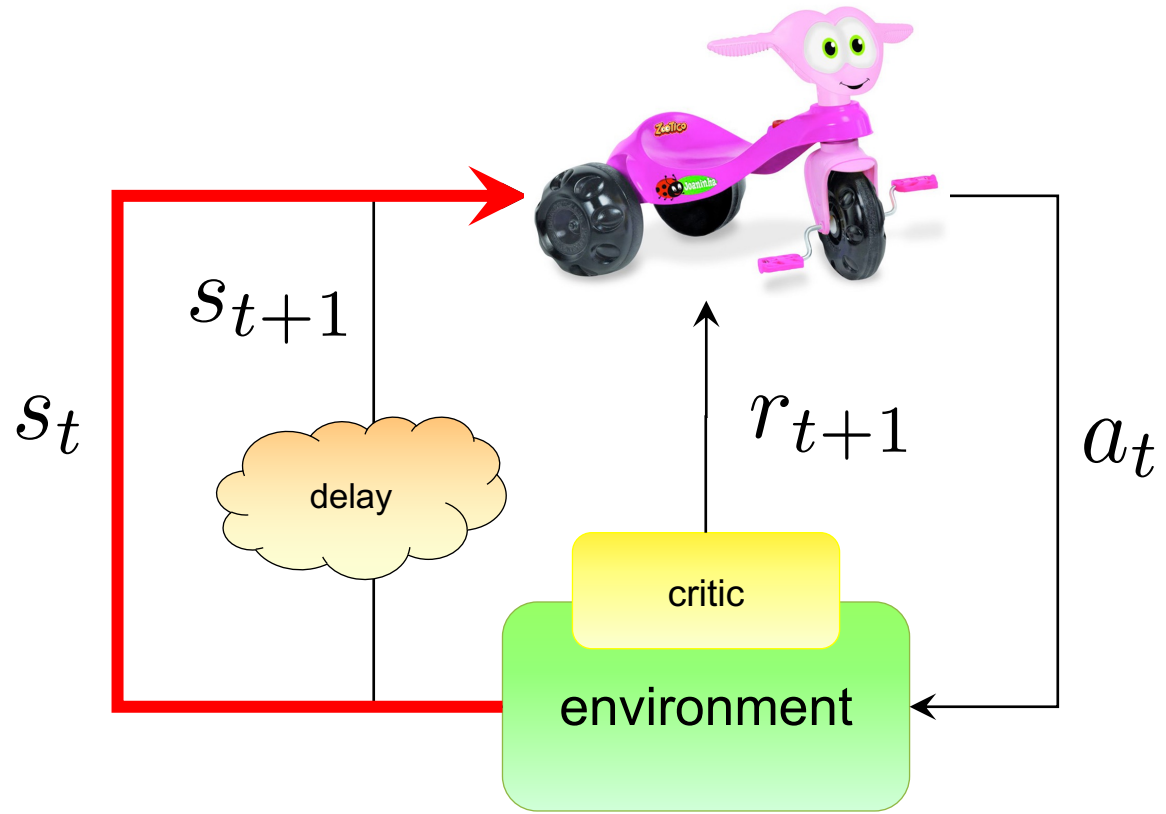 ZOOTICO
Joaninha
s_{t+1}
s_t
r_{t+1}
a_t
delay
critic
environment